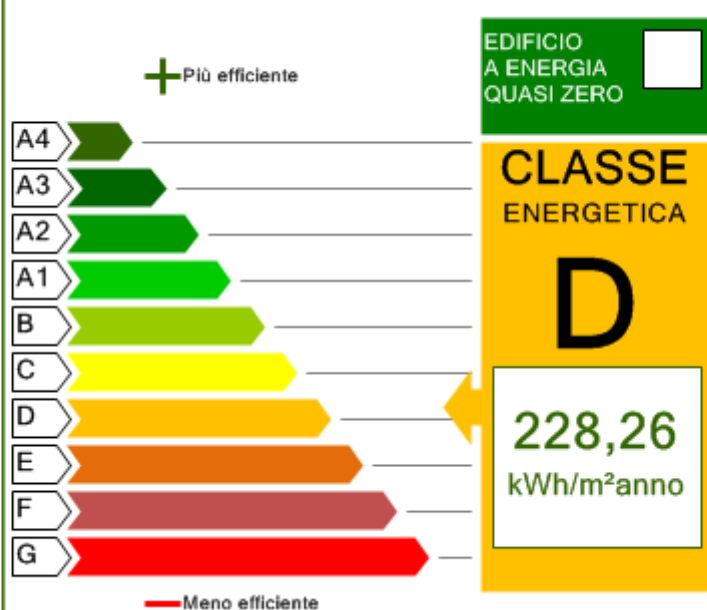 Più efficiente
A4
A3
A2
A1
B
C
D
E
F
G
Meno efficiente
EDIFICIO
A ENERGIA
QUASI ZERO
CLASSE
ENERGETICA
D
228,26
kWh/m²anno